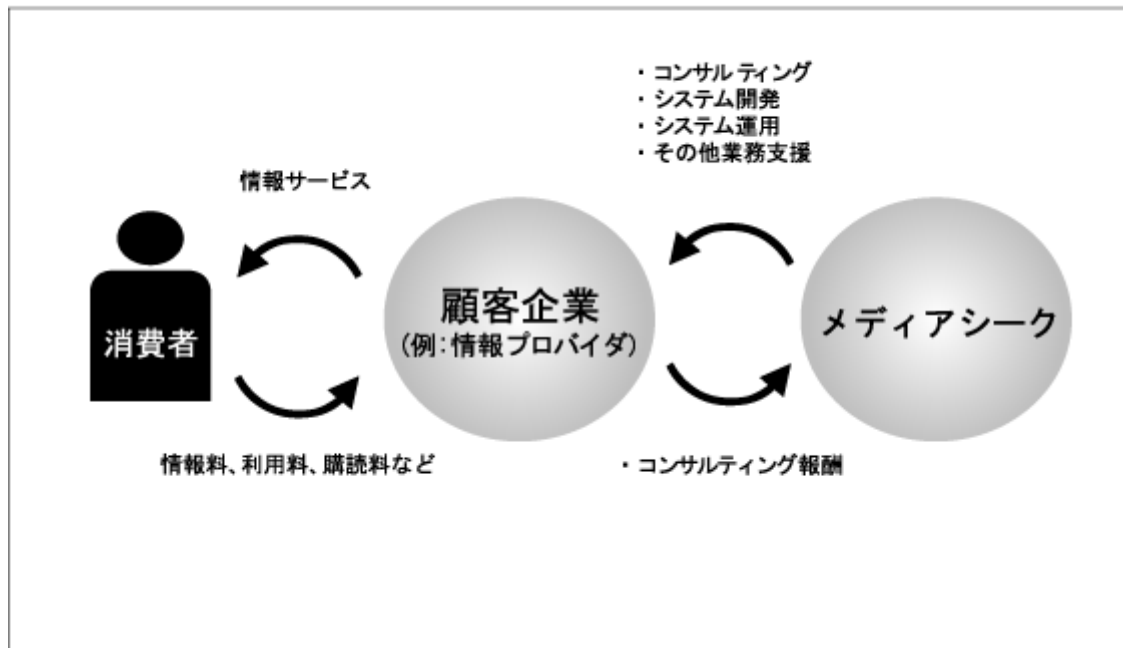 ・コンサルティング
・システム開発
・システム運用
・その他業務支援
情報サービス
消費者
顧客企業
(例:情報プロバイダ)
メディアシーク
情報料、利用料、購読料など
・コンサルティング報酬